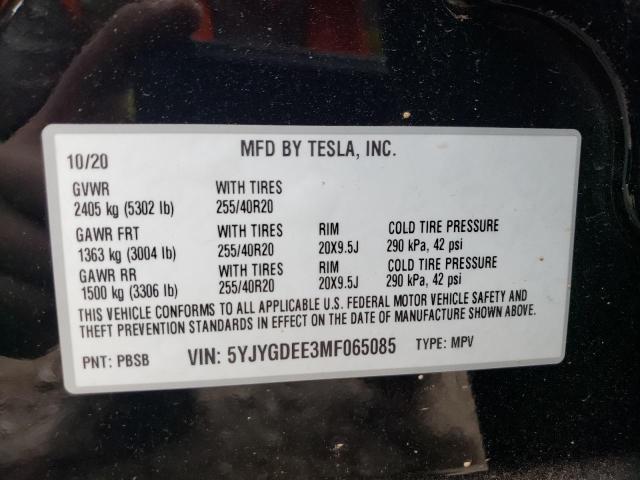 10/20 MFD BY TESLA, INC.
GVWR WITH TIRES
2405 kg (5302 lb) 255/40R20
GAWR FRT WITH TIRES RIM COLD TIRE PRESSURE
1363 kg (3004 lb) 255/40R20 20X9.5J 290 kPa, 42 psi
GAWR RR WITH TIRES RIM COLD TIRE PRESSURE
1500 kg (3306 lb) 255/40R20 20X9.5J 290 kPa, 42 psi
THIS VEHICLE CONFORMS TO ALL APPLICABLE U.S. FEDERAL MOTOR VEHICLE SAFETY AND
THEFT PREVENTION STANDARDS IN EFFECT ON THE DATE OF MANUFACTURE SHOWN ABOVE.
PNT: PBSB VIN: 5YJYGDEE3MF065085 TYPE: MPV